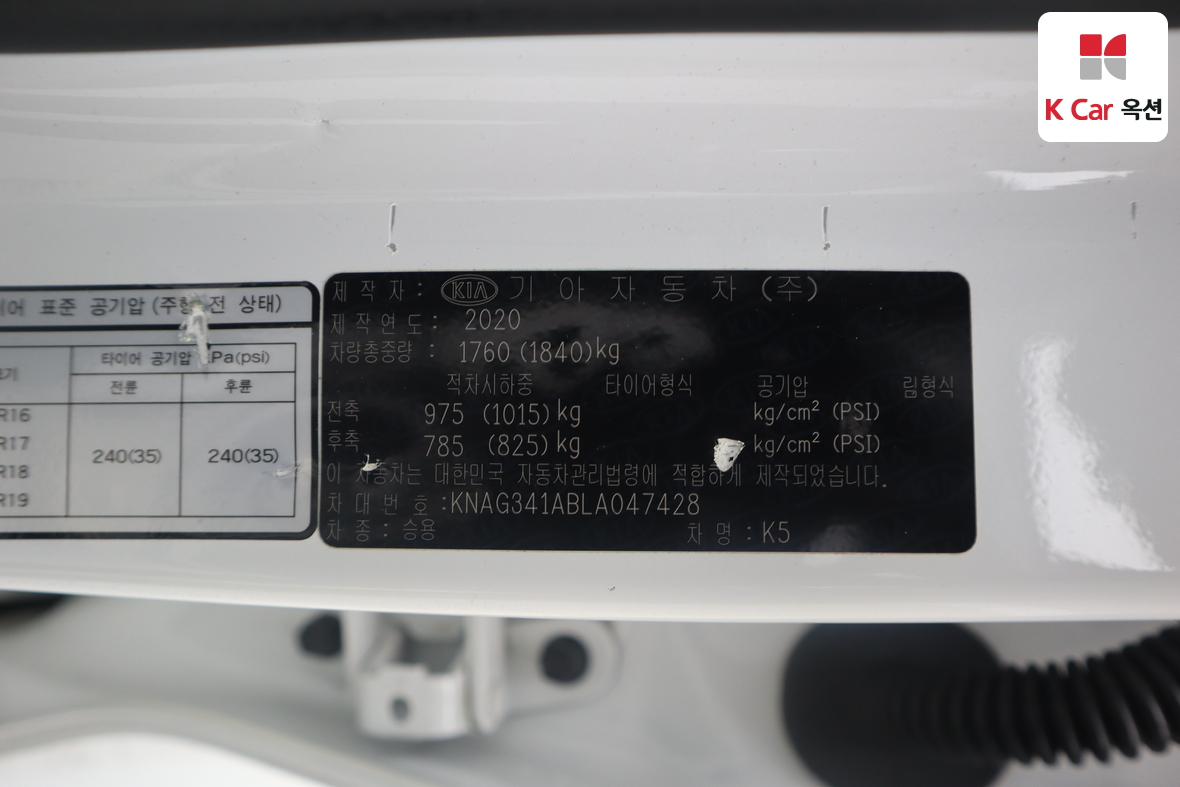 K Car 옥션
어 표준 공기압 (주행 전 상태)
타이어 공기압 kPa(psi)
전륜 후륜
R16
R17
R18
R19
240(35) 240(35)
제 작 자 : KIA 기 아 자 동 차 (주)
제 작 연 도 : 2020
차량총중량 : 1760 (1840)kg
적차시하중 타이어형식 공기압 림형식
전축 975 (1015) kg kg/cm² (PSI)
후축 785 (825) kg kg/cm² (PSI)
이 자동차는 대한민국 자동차관리법령에 적합하게 제작되었습니다.
차 대 번 호 :KNAG341ABLA047428
차 종 : 승용 차 명 : K5